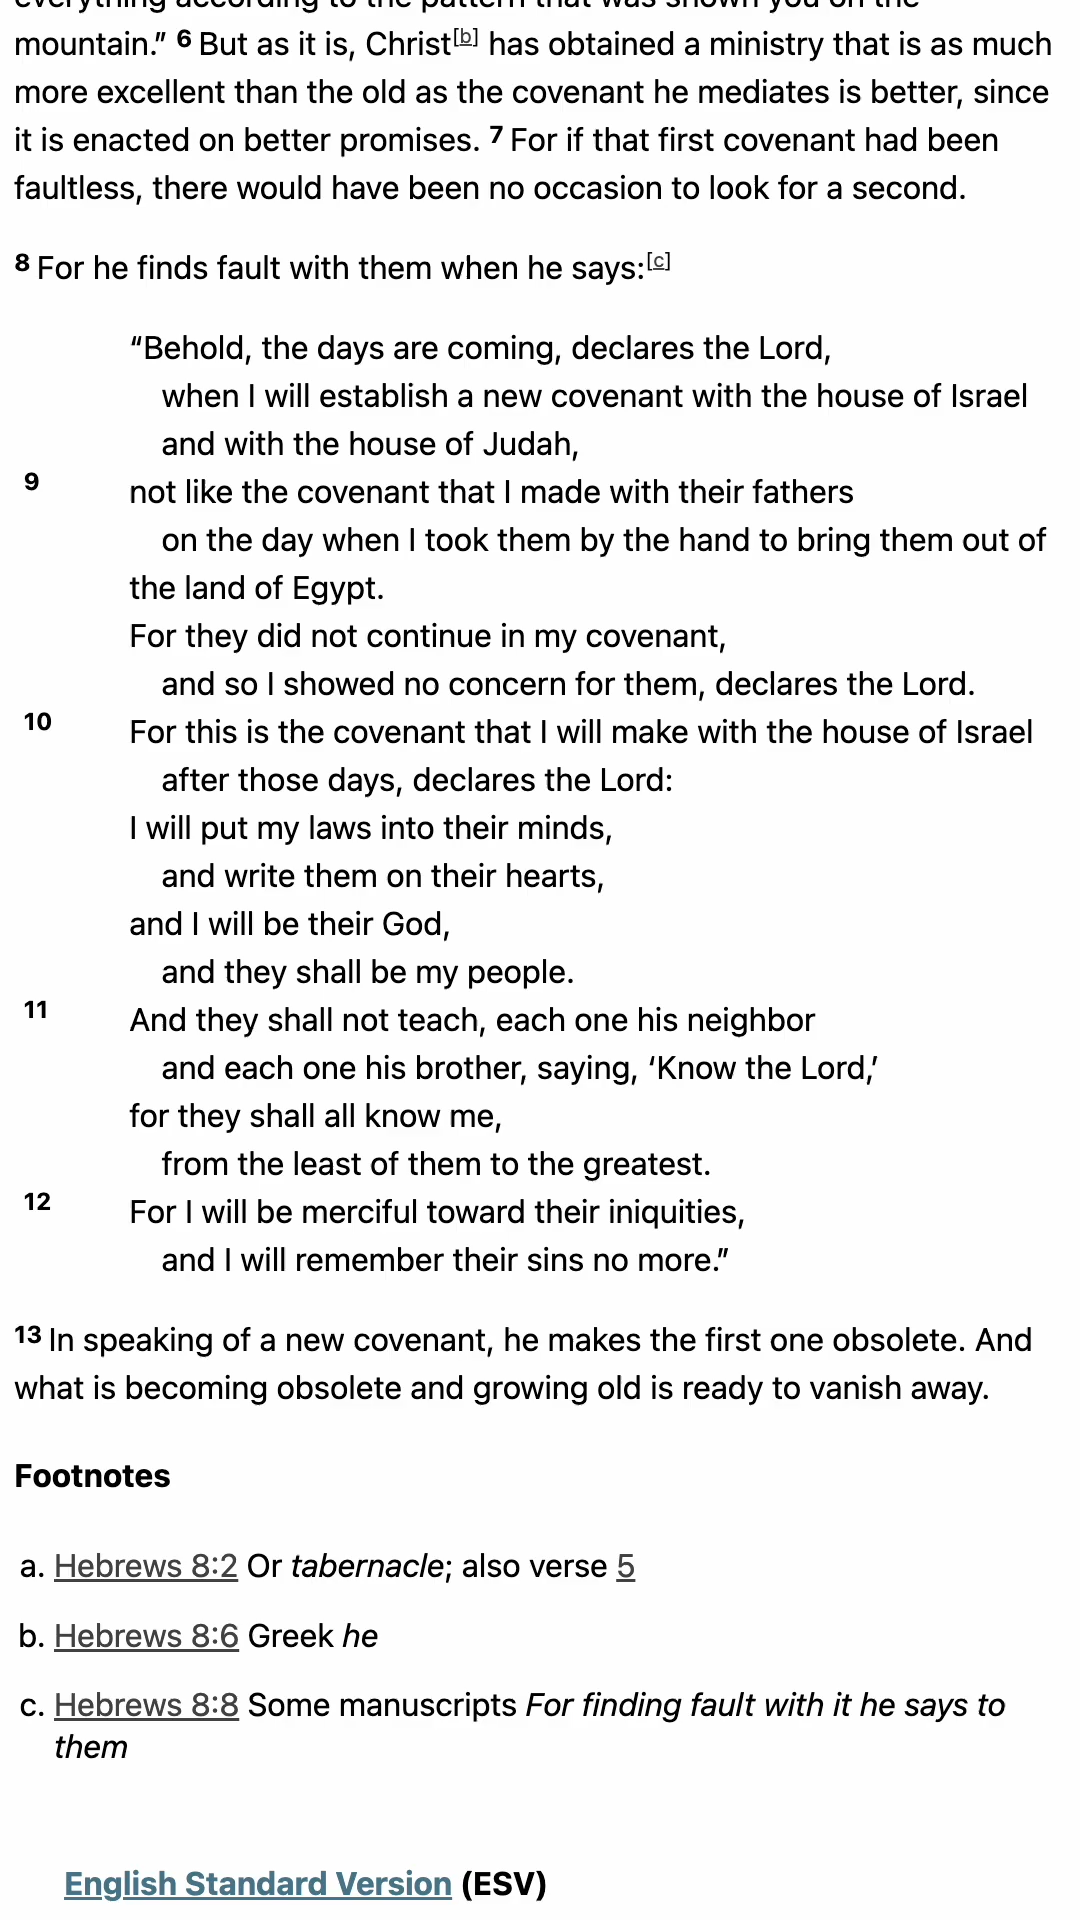 everything according to the pattern that was shown you on the
mountain.” 6 But as it is, Christ[b] has obtained a ministry that is as much
more excellent than the old as the covenant he mediates is better, since
it is enacted on better promises. 7 For if that first covenant had been
faultless, there would have been no occasion to look for a second.
8 For he finds fault with them when he says:[c]
“Behold, the days are coming, declares the Lord,
when I will establish a new covenant with the house of Israel
and with the house of Judah,
9 not like the covenant that I made with their fathers
on the day when I took them by the hand to bring them out of
the land of Egypt.
For they did not continue in my covenant,
and so I showed no concern for them, declares the Lord.
10 For this is the covenant that I will make with the house of Israel
after those days, declares the Lord:
I will put my laws into their minds,
and write them on their hearts,
and I will be their God,
and they shall be my people.
11 And they shall not teach, each one his neighbor
and each one his brother, saying, ‘Know the Lord,’
for they shall all know me,
from the least of them to the greatest.
12 For I will be merciful toward their iniquities,
and I will remember their sins no more.”
13 In speaking of a new covenant, he makes the first one obsolete. And
what is becoming obsolete and growing old is ready to vanish away.
Footnotes
a. Hebrews 8:2 Or tabernacle; also verse 5
b. Hebrews 8:6 Greek he
c. Hebrews 8:8 Some manuscripts For finding fault with it he says to
them
English Standard Version (ESV)